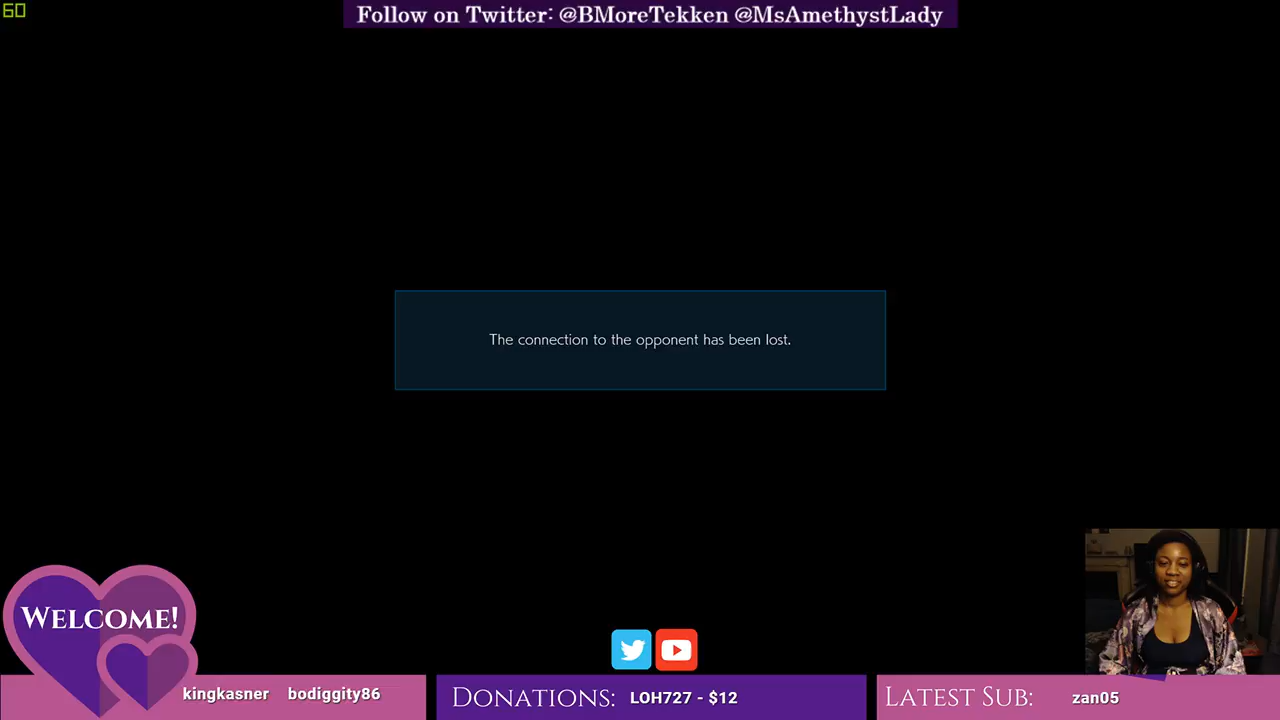 60
Follow on Twitter: @BMoreTekken @MsAmethystLady
The connection to the opponent has been lost.
WELCOME!
kingkasner bodiggity86
DONATIONS: LOH727 - $12
LATEST SUB: zan05